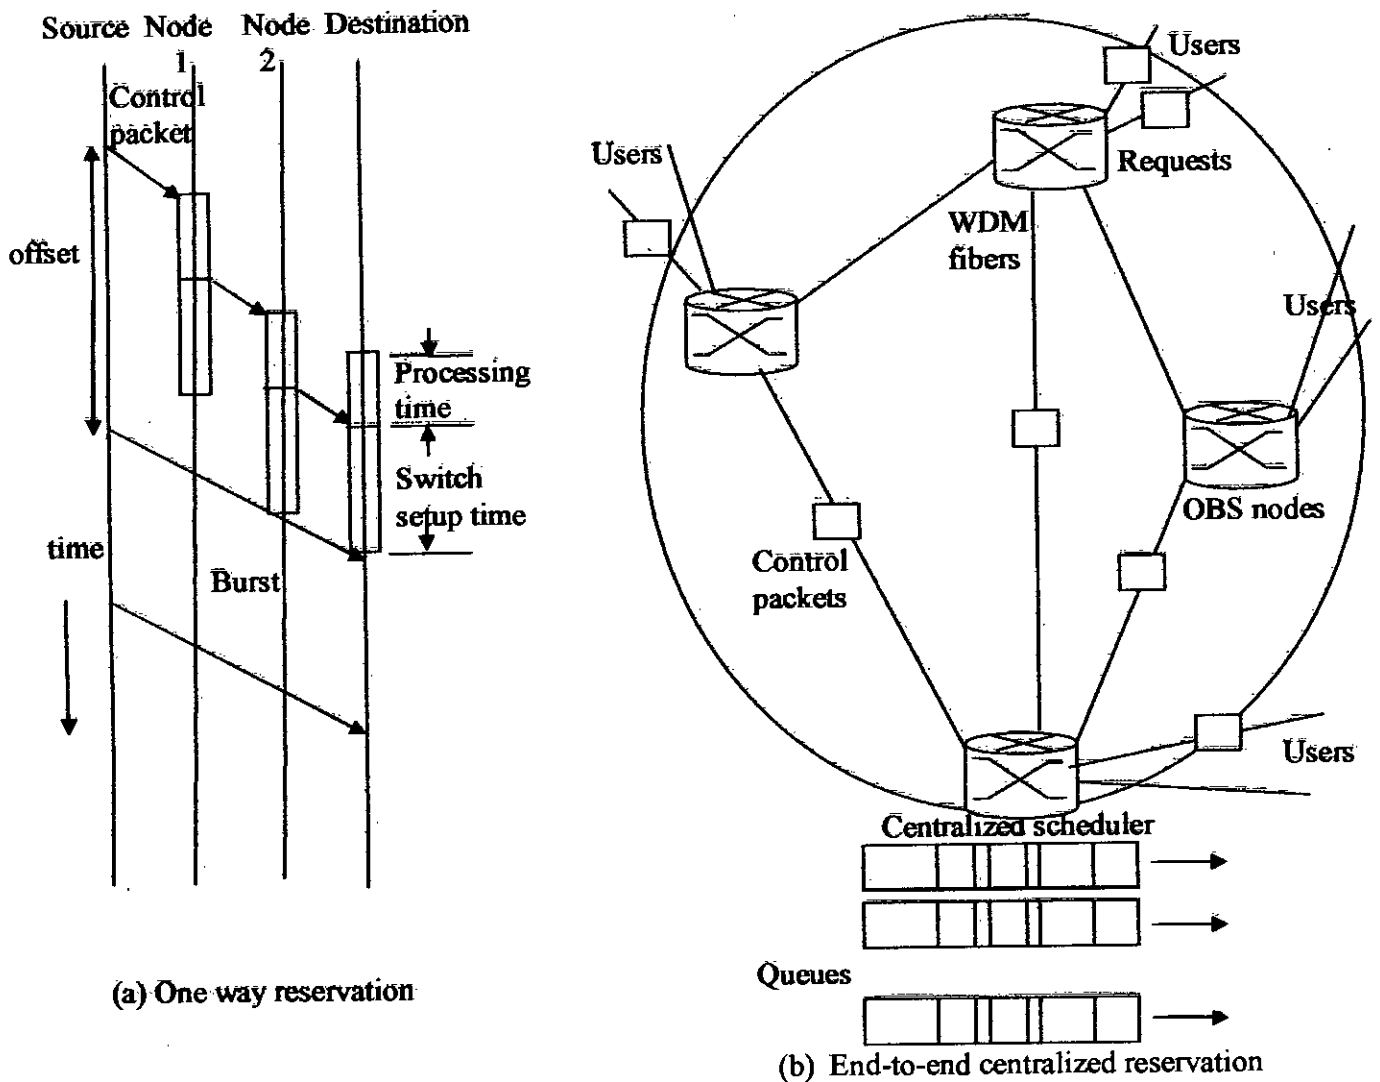 Source Node Node Destination
1 2
Control
packet
offset
Processing
time
Switch
setup time
time
Burst
(a) One way reservation
Users
Users
Requests
WDM
fibers
Users
OBS nodes
Control
packets
Users
Centralized scheduler
Queues
(b) End-to-end centralized reservation